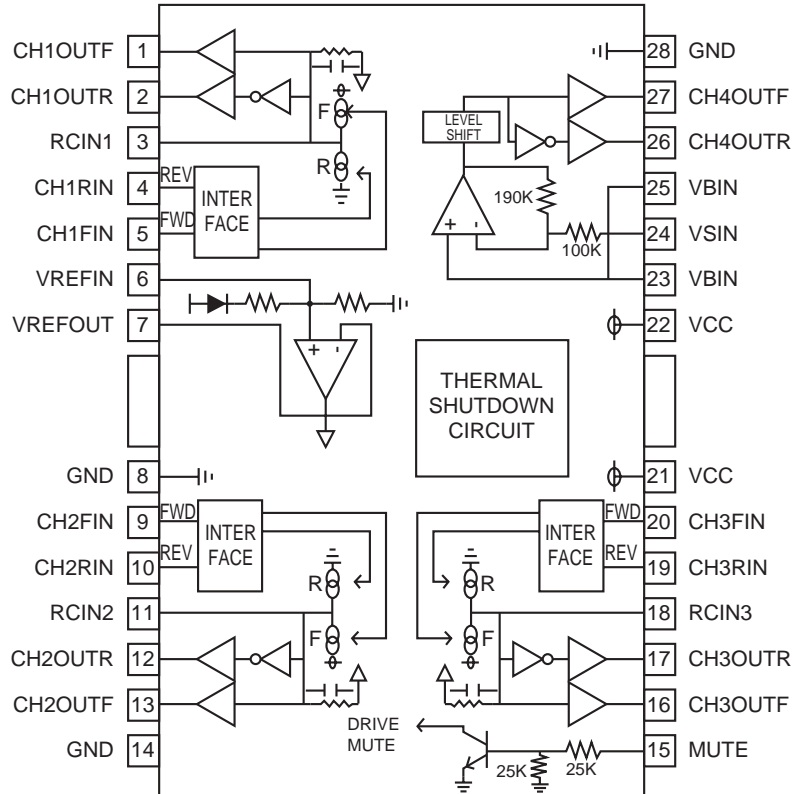 CH1OUTF 1
CH1OUTR 2
RCIN1 3
CH1RIN 4
CH1FIN 5
VREFIN 6
VREFOUT 7
GND 8
CH2FIN 9
CH2RIN 10
RCIN2 11
CH2OUTR 12
CH2OUTF 13
GND 14
F
R
REV
FWD
INTER
FACE
FWD
REV
INTER
FACE
R
F
+ -
THERMAL
SHUTDOWN
CIRCUIT
LEVEL
SHIFT
190K
100K
+ -
FWD
REV
INTER
FACE
R
F
DRIVE
MUTE
25K
25K
28 GND
27 CH4OUTF
26 CH4OUTR
25 VBIN
24 VSIN
23 VBIN
22 VCC
21 VCC
20 CH3FIN
19 CH3RIN
18 RCIN3
17 CH3OUTR
16 CH3OUTF
15 MUTE